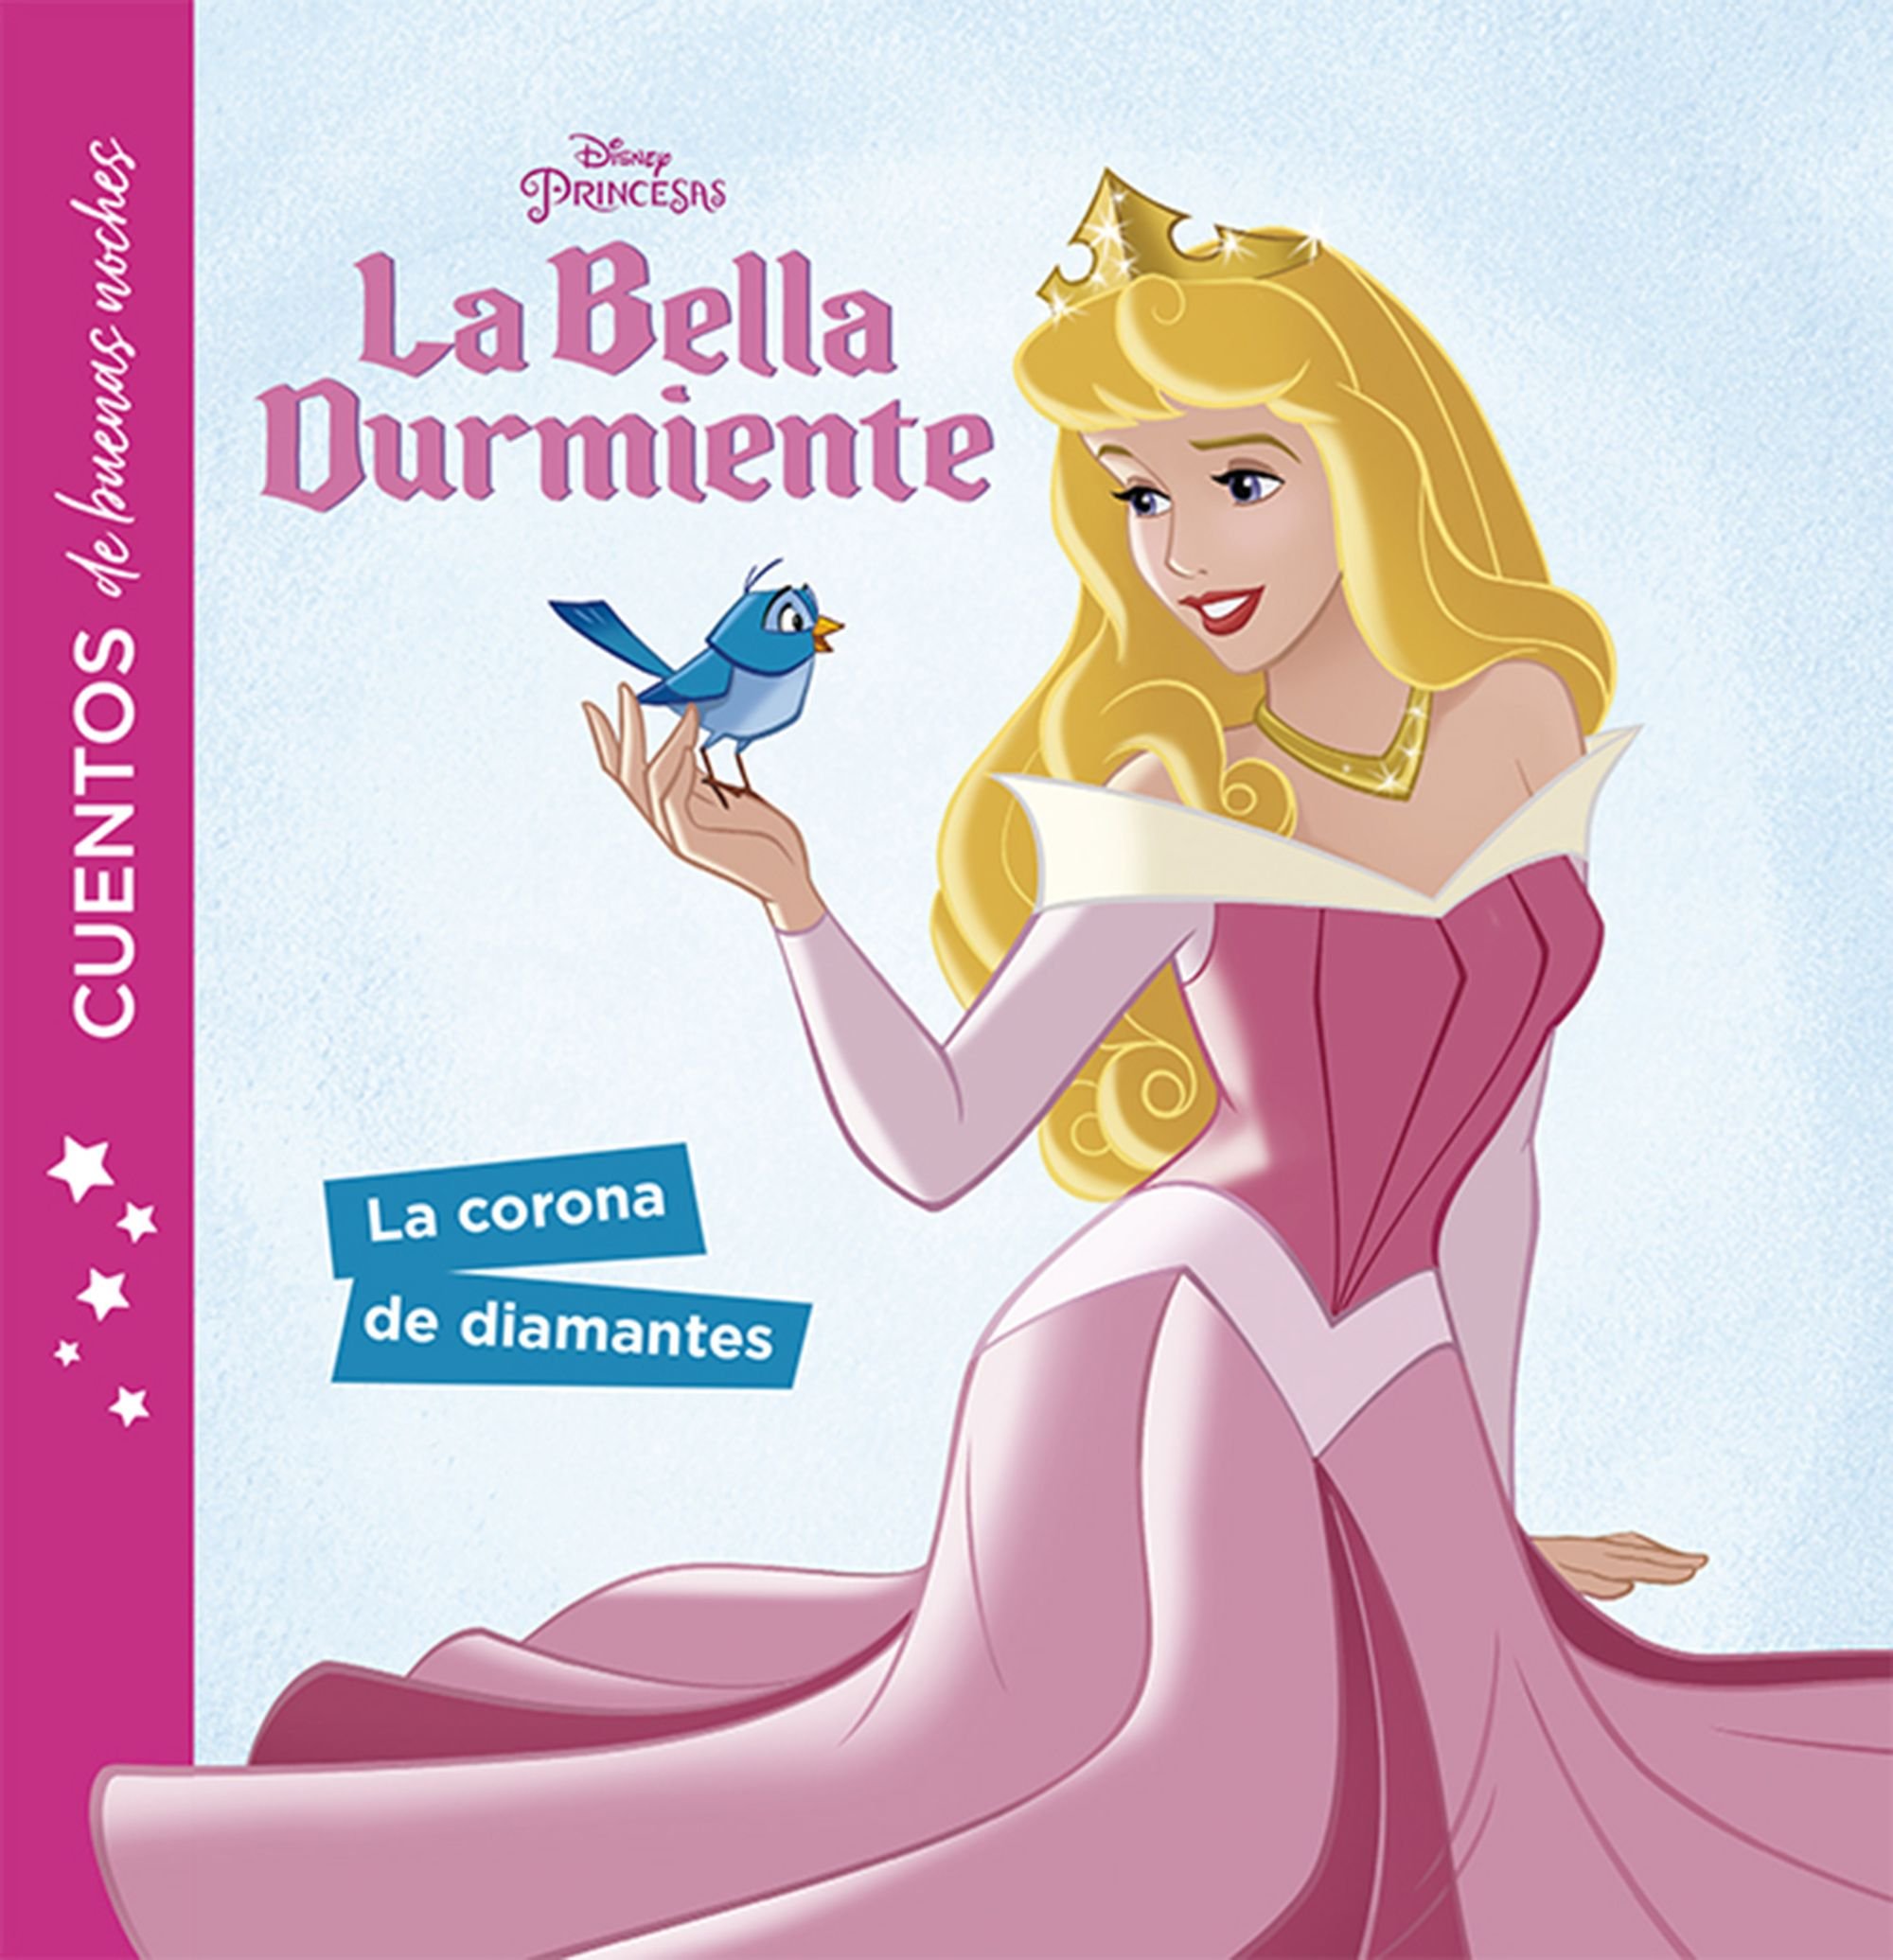 CUENTOS de buenas noches
Disney
PRINCESAS
La Bella
Durmiente
La corona
de diamantes